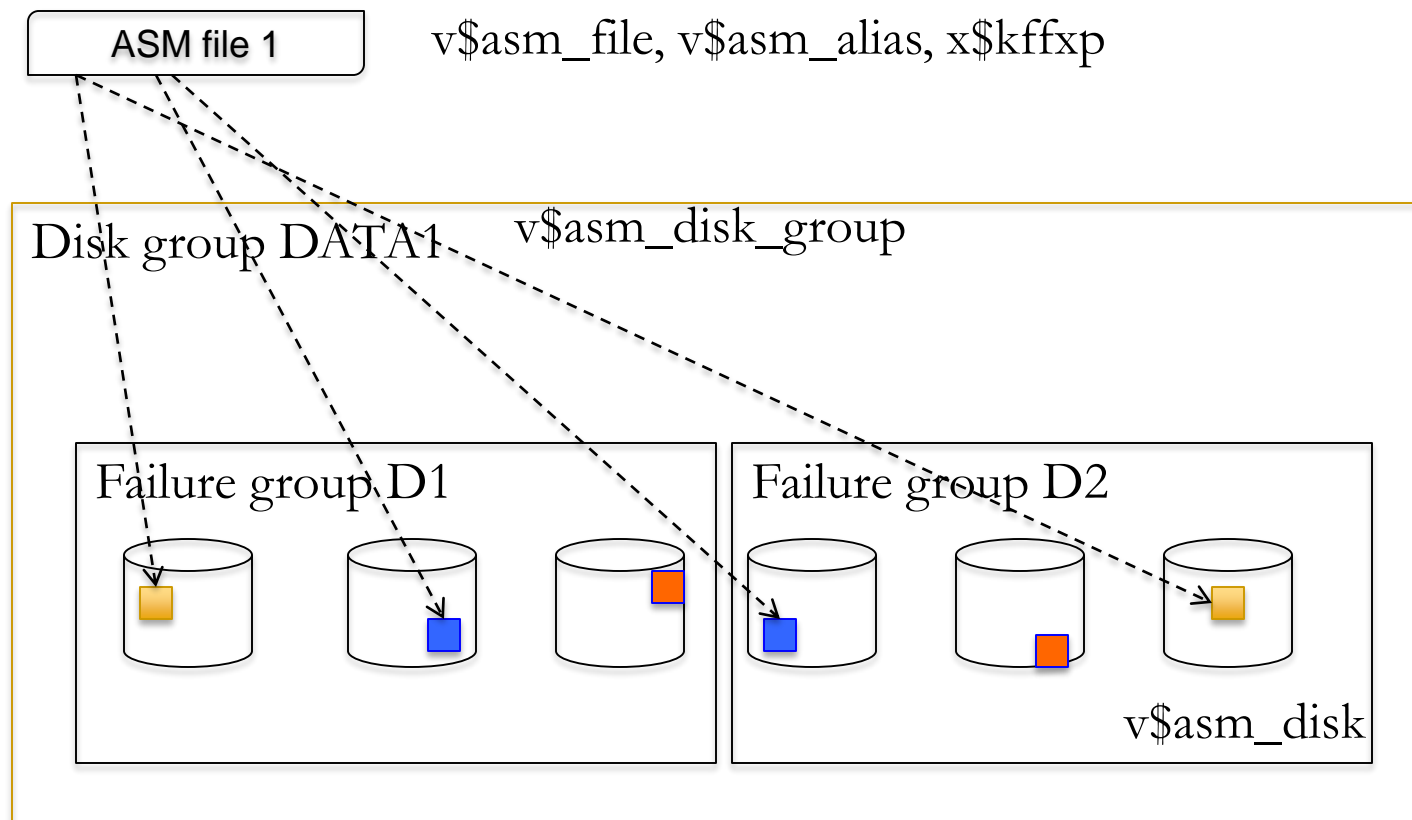 ASM file 1
v$asm_file, v$asm_alias, x$kffxp
Disk group DATA1
v$asm_disk_group
Failure group D1
Failure group D2
v$asm_disk